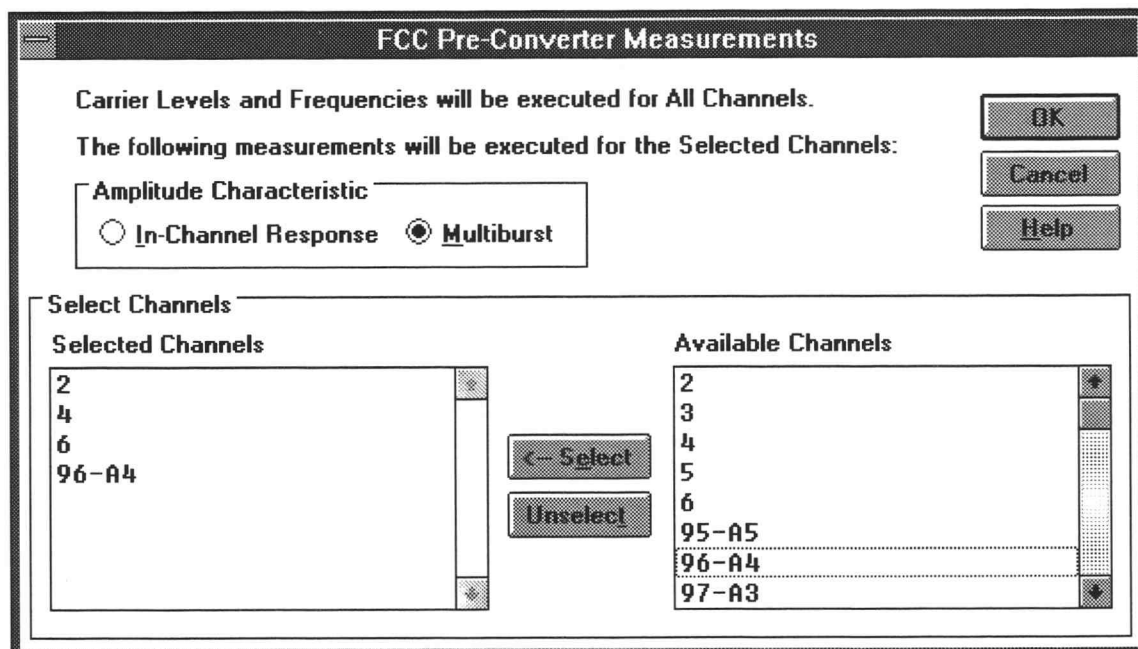 FCC Pre-Converter Measurements
Carrier Levels and Frequencies will be executed for All Channels.
The following measurements will be executed for the Selected Channels:
OK
Cancel
Help
Amplitude Characteristic
In-Channel Response
Multiburst
Select Channels
Selected Channels
2
4
6
96-A4
<-- Select
Unselect
Available Channels
2
3
4
5
6
95-A5
96-A4
97-A3